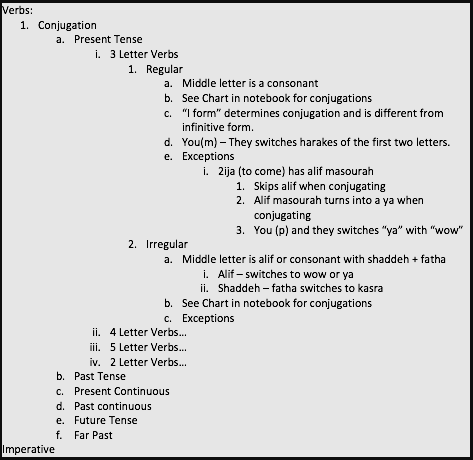 Verbs:
1. Conjugation
a. Present Tense
i. 3 Letter Verbs
1. Regular
a. Middle letter is a consonant
b. See Chart in notebook for conjugations
c. “I form” determines conjugation and is different from
infinitive form.
d. You(m) – They switches harakes of the first two letters.
e. Exceptions
i. 2ija (to come) has alif masourah
1. Skips alif when conjugating
2. Alif masourah turns into a ya when
conjugating
3. You (p) and they switches “ya” with “wow”
2. Irregular
a. Middle letter is alif or consonant with shaddeh + fatha
i. Alif – switches to wow or ya
ii. Shaddeh – fatha switches to kasra
b. See Chart in notebook for conjugations
c. Exceptions
ii. 4 Letter Verbs...
iii. 5 Letter Verbs...
iv. 2 Letter Verbs...
b. Past Tense
c. Present Continuous
d. Past continuous
e. Future Tense
f. Far Past
Imperative